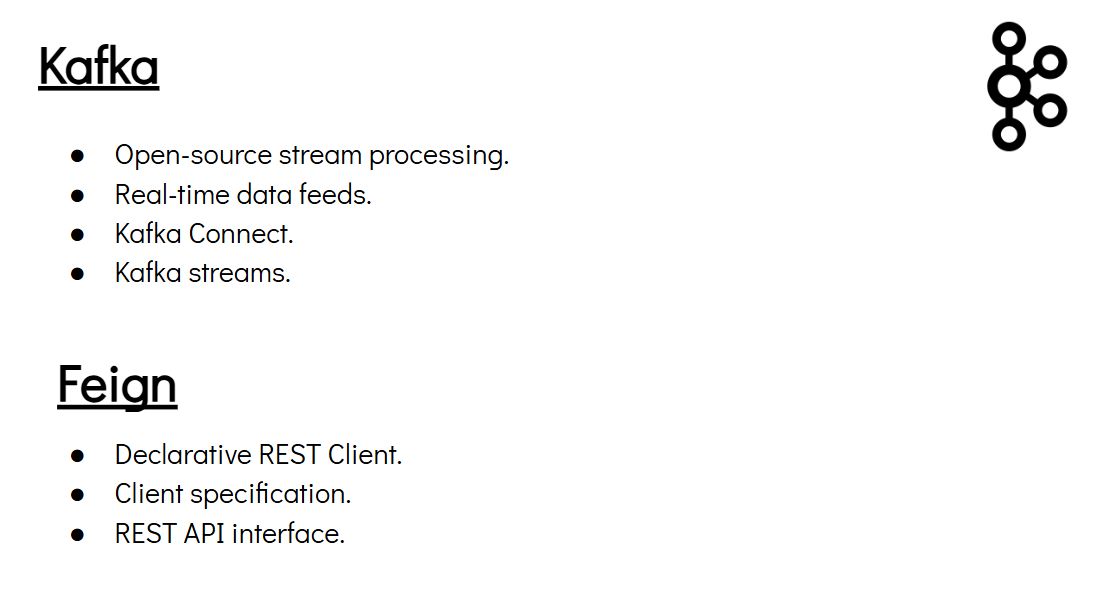 Kafka
● Open-source stream processing.
● Real-time data feeds.
● Kafka Connect.
● Kafka streams.
Feign
● Declarative REST Client.
● Client specification.
● REST API interface.